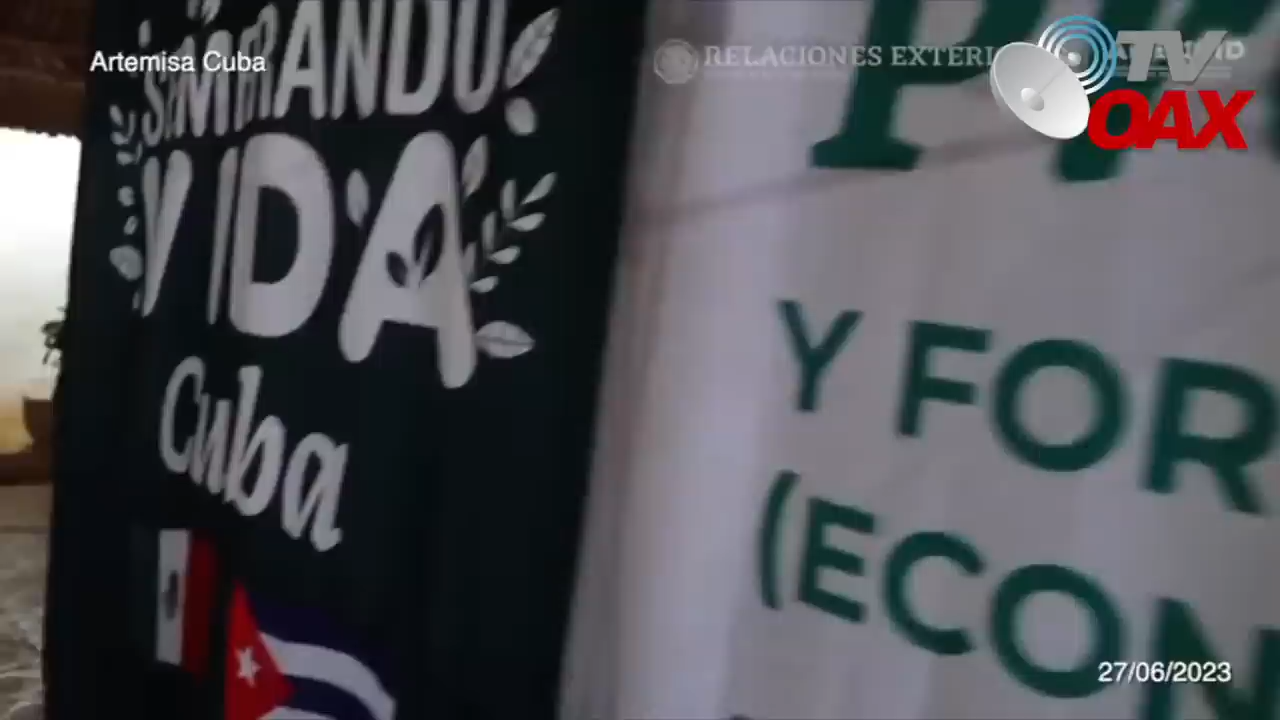 Artemisa Cuba
SEMBRANDO
VIDA
Cuba
RELACIONES EXTERI
TV
OAX
Y FOR
(ECON
27/06/2023